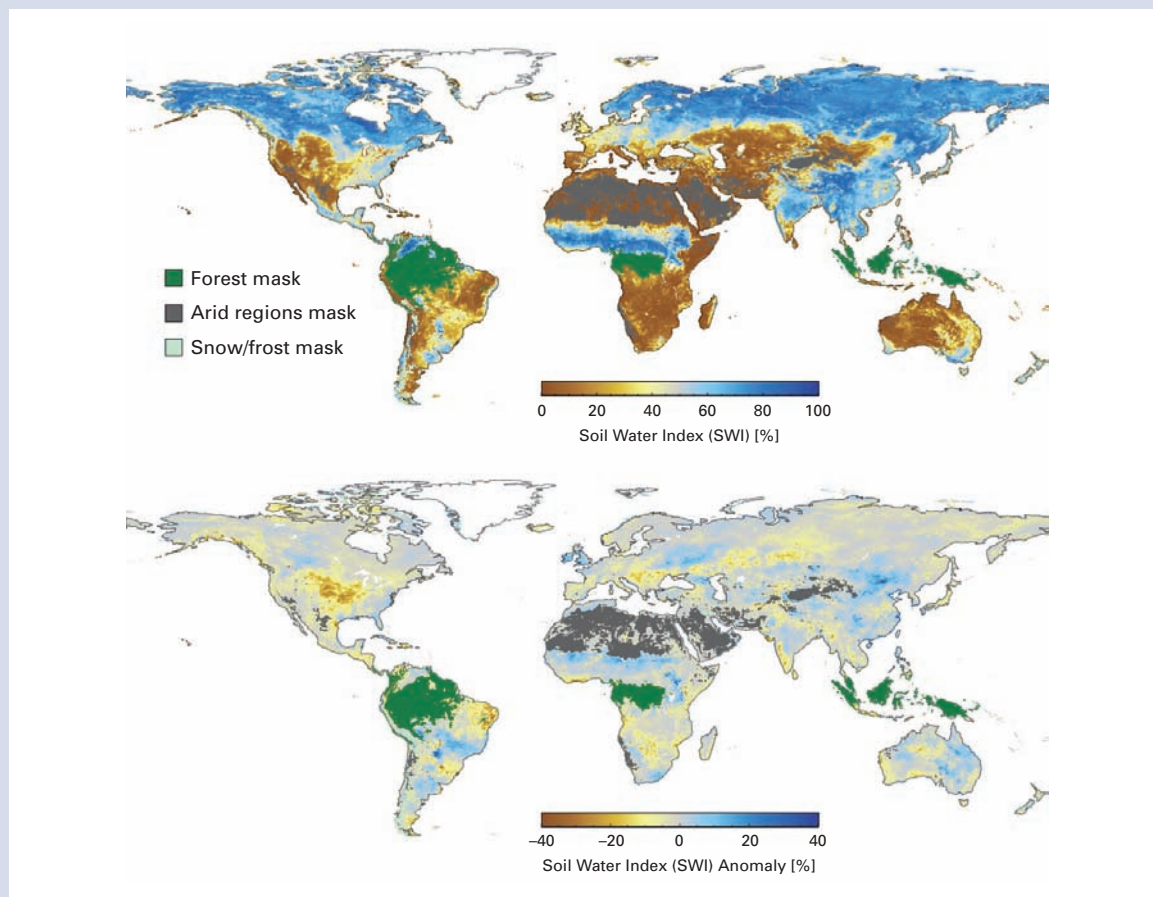 Forest mask
Arid regions mask
Snow/frost mask
0 20 40 60 80 100
Soil Water Index (SWI) [%]
−40 −20 0 20 40
Soil Water Index (SWI) Anomaly [%]